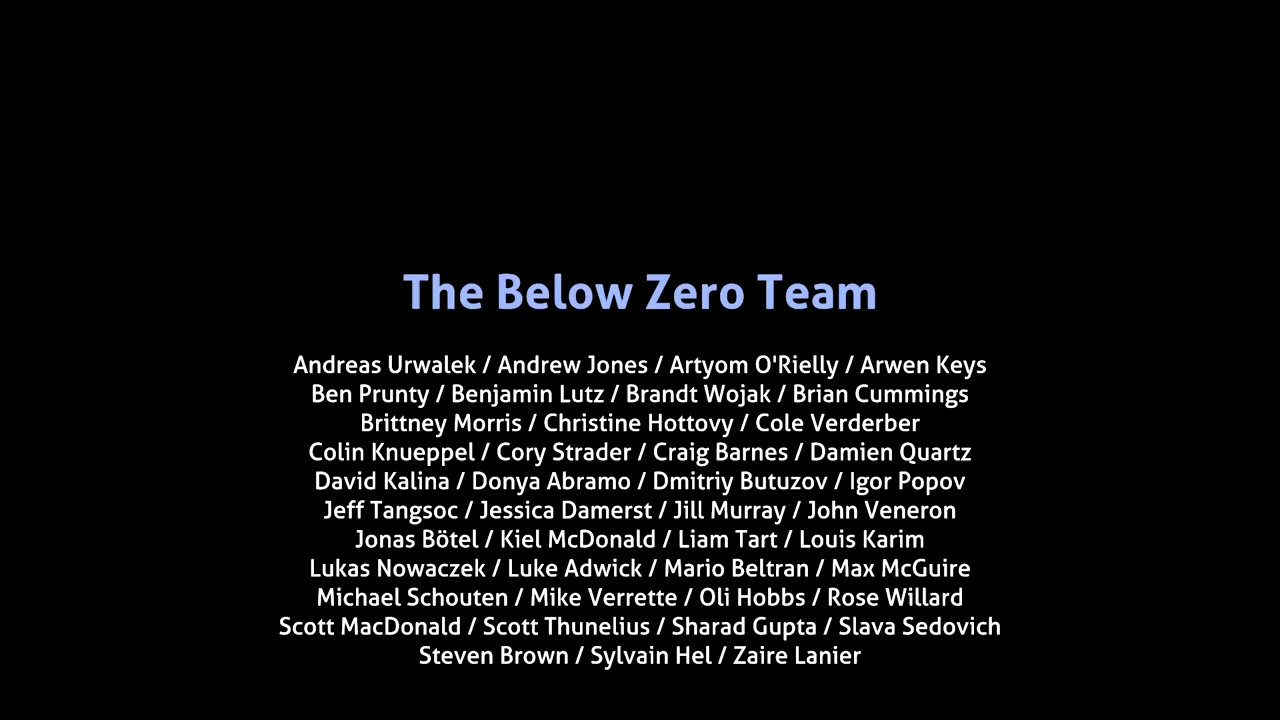 The Below Zero Team
Andreas Urwalek / Andrew Jones / Artyom O'Rielly / Arwen Keys
Ben Prunty / Benjamin Lutz / Brandt Wojak / Brian Cummings
Brittney Morris / Christine Hottovy / Cole Verderber
Colin Knueppel / Cory Strader / Craig Barnes / Damien Quartz
David Kalina / Donya Abramo / Dmitriy Butuzov / Igor Popov
Jeff Tangsoc / Jessica Damerst / Jill Murray / John Veneron
Jonas Bötel / Kiel McDonald / Liam Tart / Louis Karim
Lukas Nowaczek / Luke Adwick / Mario Beltran / Max McGuire
Michael Schouten / Mike Verrette / Oli Hobbs / Rose Willard
Scott MacDonald / Scott Thunelius / Sharad Gupta / Slava Sedovich
Steven Brown / Sylvain Hel / Zaire Lanier